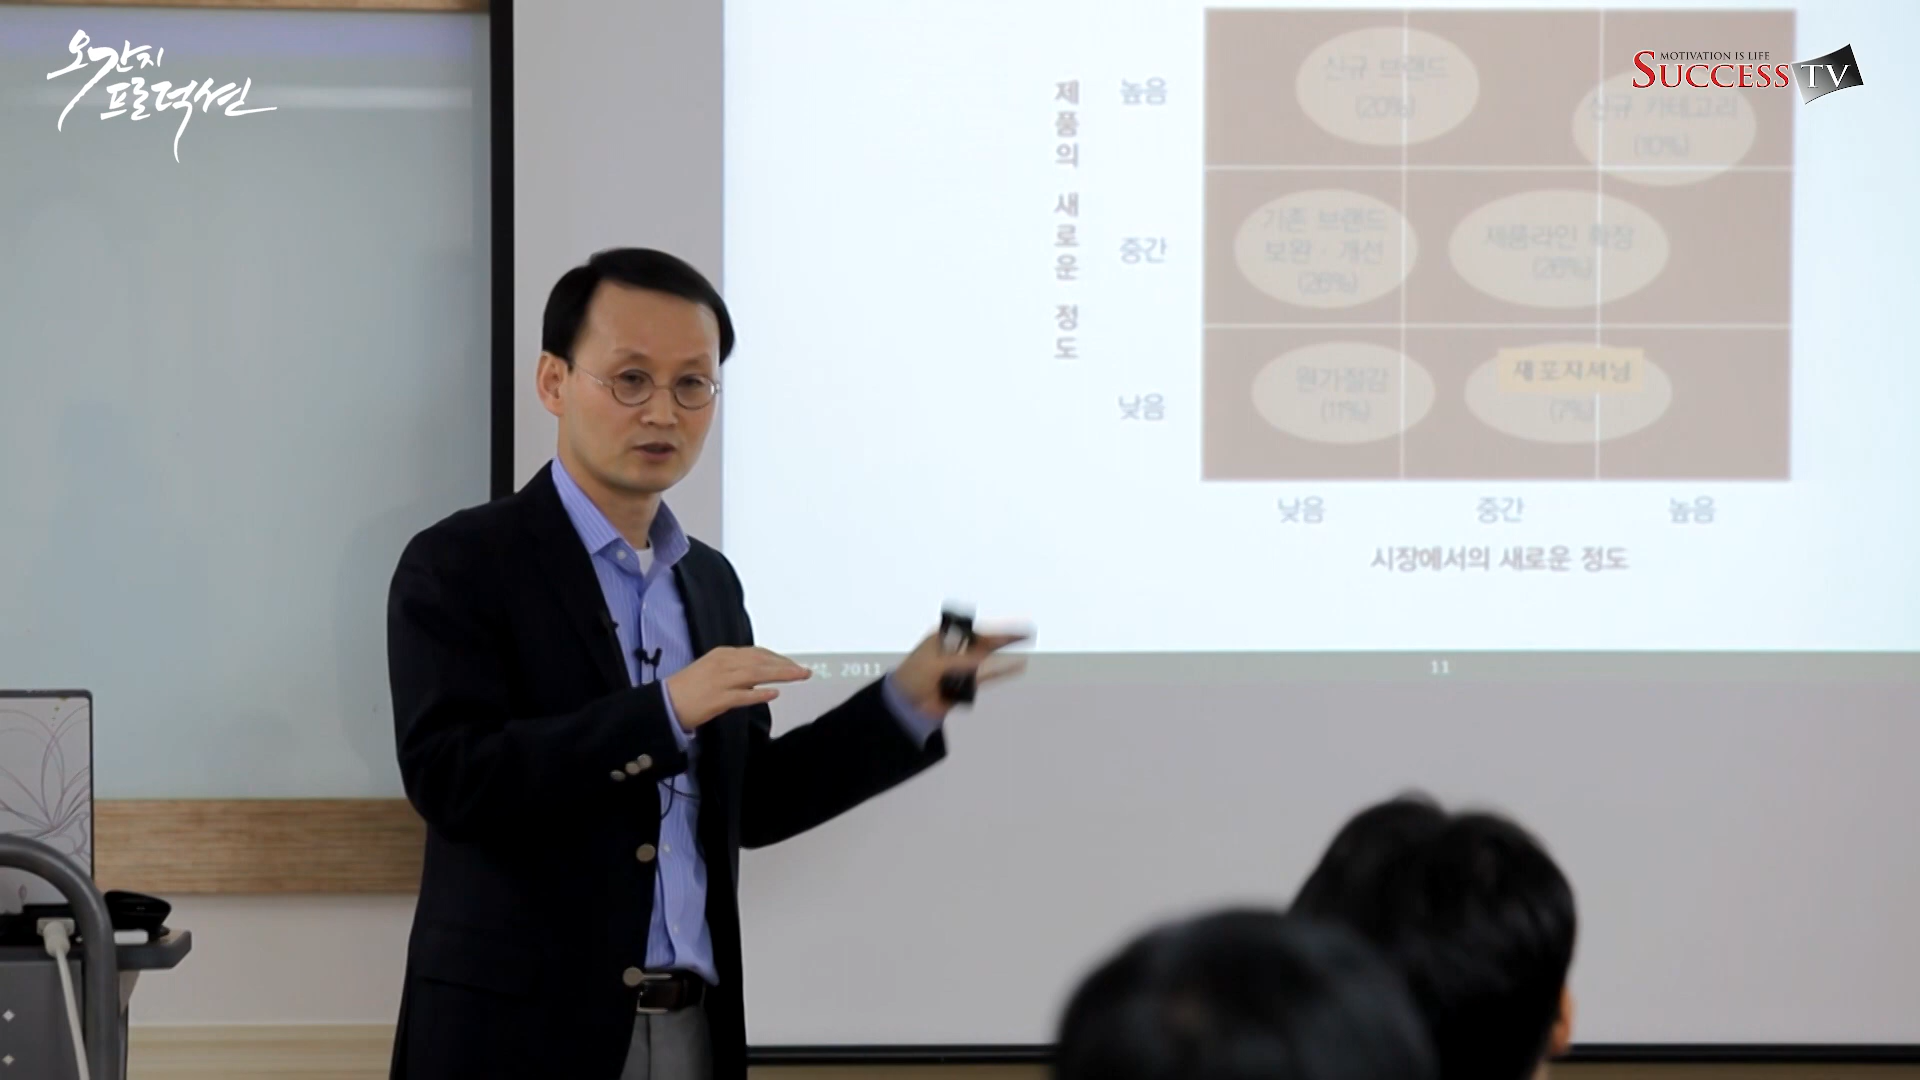 오간지
프로덕션
MOTIVATION IS LIFE
SUCCESS TV
제품의 새로운 정도
높음
중간
낮음
신규 브랜드
(20%)
신규 카테고리
(10%)
기존 브랜드
보완·개선
(26%)
제품라인 확장
(26%)
원가절감
(11%)
재포지셔닝
(7%)
낮음
중간
높음
시장에서의 새로운 정도
2011
11